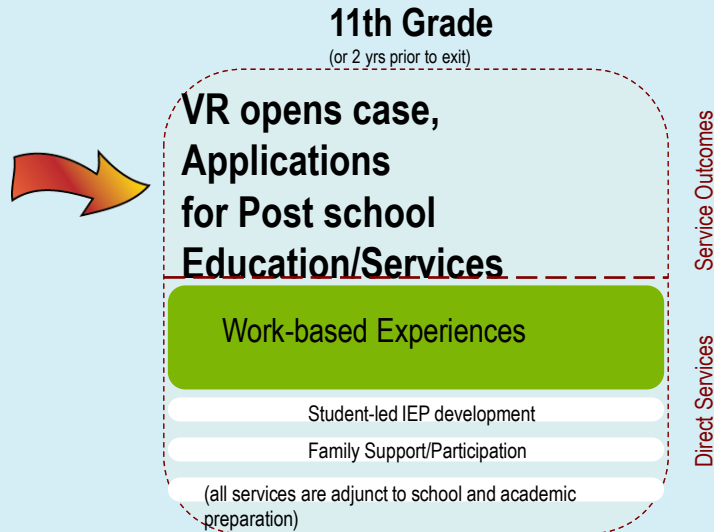 11th Grade
(or 2 yrs prior to exit)
VR opens case,
Applications
for Post school
Education/Services
Service Outcomes
Work-based Experiences
Student-led IEP development
Family Support/Participation
(all services are adjunct to school and academic
preparation)
Direct Services